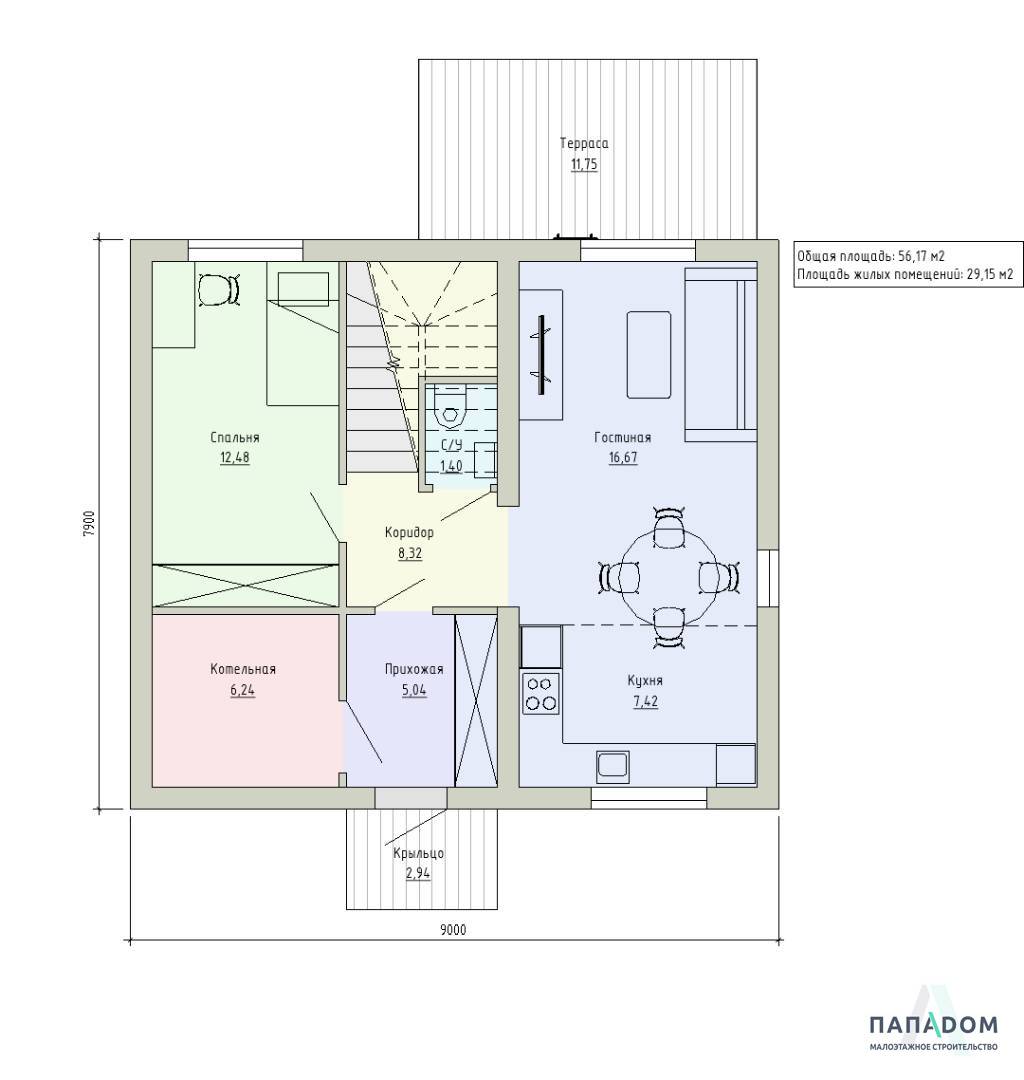 Терраса
11,75
Общая площадь: 56,17 м2
Площадь жилых помещений: 29,15 м2
Спальня
12,48
С/У
1,40
Гостиная
16,67
7900
Коридор
8,32
Котельная
6,24
Прихожая
5,04
Кухня
7,42
Крыльцо
2,94
9000
ПАПАDOM
МАЛОЭТАЖНОЕ СТРОИТЕЛЬСТВО